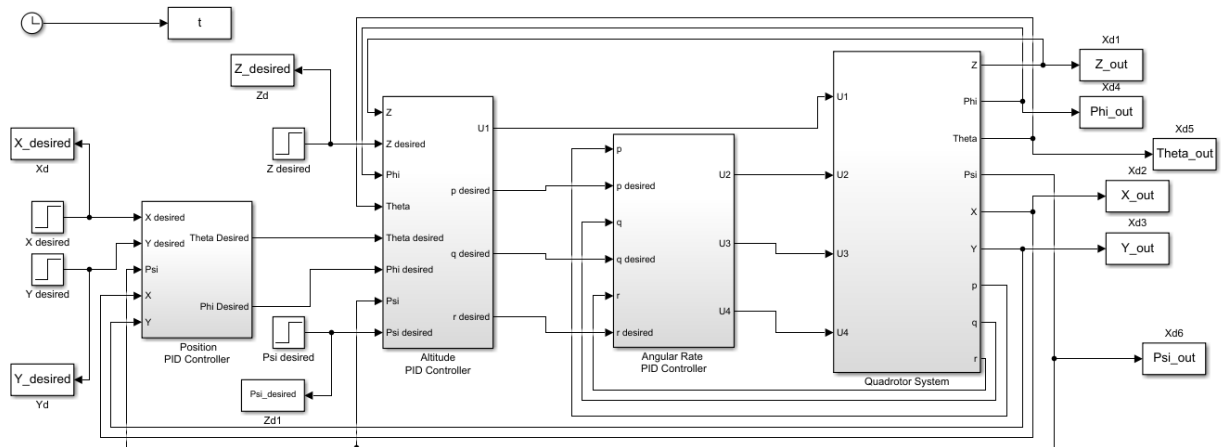 t
Z_desired
Zd
X_desired
Xd
Z desired
X desired
Y desired
Y_desired
Yd
X desired
Y desired
Psi
X
Y
Theta Desired
Phi Desired
Position
PID Controller
Psi desired
Psi_desired
Zd1
Z
Z desired
Phi
Theta
Theta desired
Phi desired
Psi
Psi desired
U1
p desired
q desired
r desired
Altitude
PID Controller
p
p desired
q
q desired
r
r desired
U2
U3
U4
Angular Rate
PID Controller
U1
U2
U3
U4
Z
Phi
Theta
Psi
X
Y
p
q
r
Quadrotor System
Xd1
Z_out
Xd4
Phi_out
Xd5
Theta_out
Xd2
X_out
Xd3
Y_out
Xd6
Psi_out